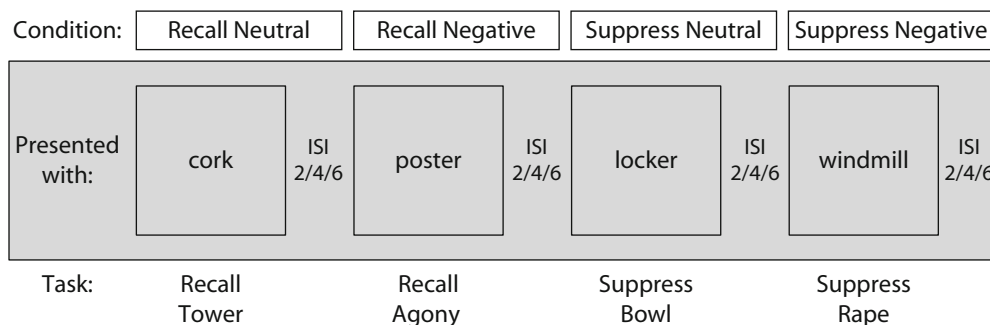 Condition: Recall Neutral Recall Negative Suppress Neutral Suppress Negative
Presented with: cork ISI 2/4/6 poster ISI 2/4/6 locker ISI 2/4/6 windmill ISI 2/4/6
Task: Recall Recall Suppress Suppress
Tower Agony Bowl Rape